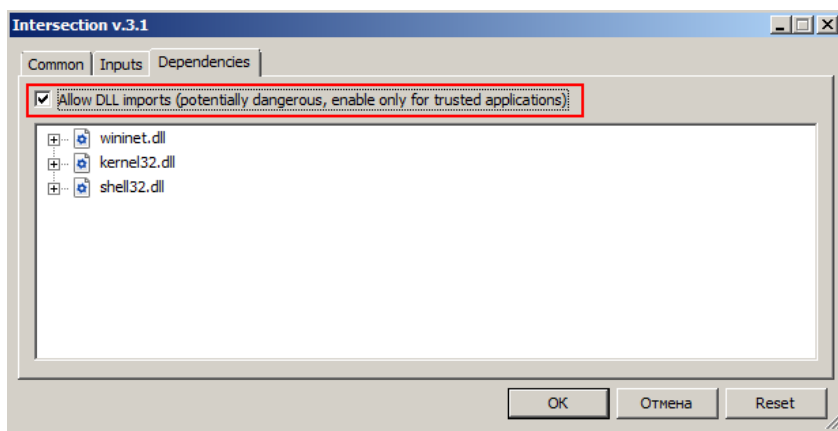 Intersection v.3.1
Common Inputs Dependencies
Allow DLL imports (potentially dangerous, enable only for trusted applications)
wininet.dll
kernel32.dll
shell32.dll
OK Отмена Reset